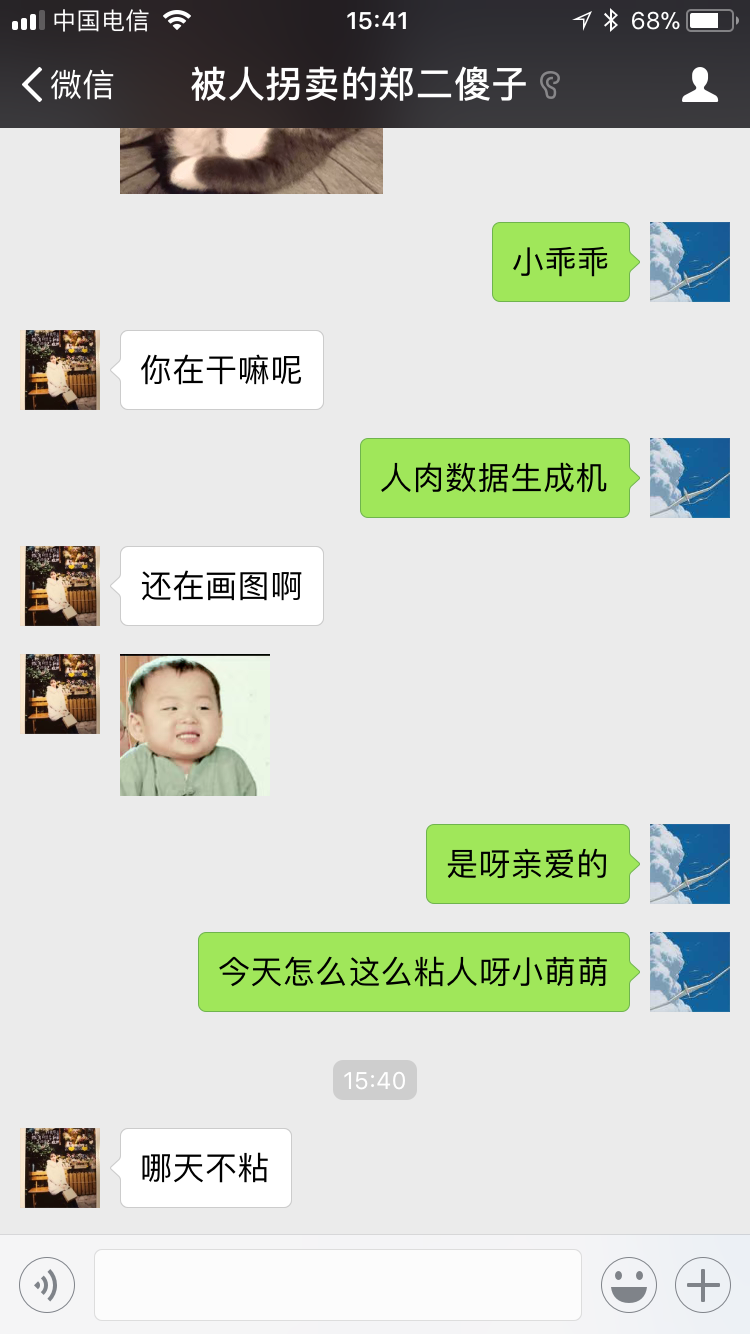 中国电信 15:41 68%
微信 被人拐卖的郑二傻子
小乖乖
你在干嘛呢
人肉数据生成机
还在画图啊
是呀亲爱的
今天怎么这么粘人呀小萌萌
15:40
哪天不粘